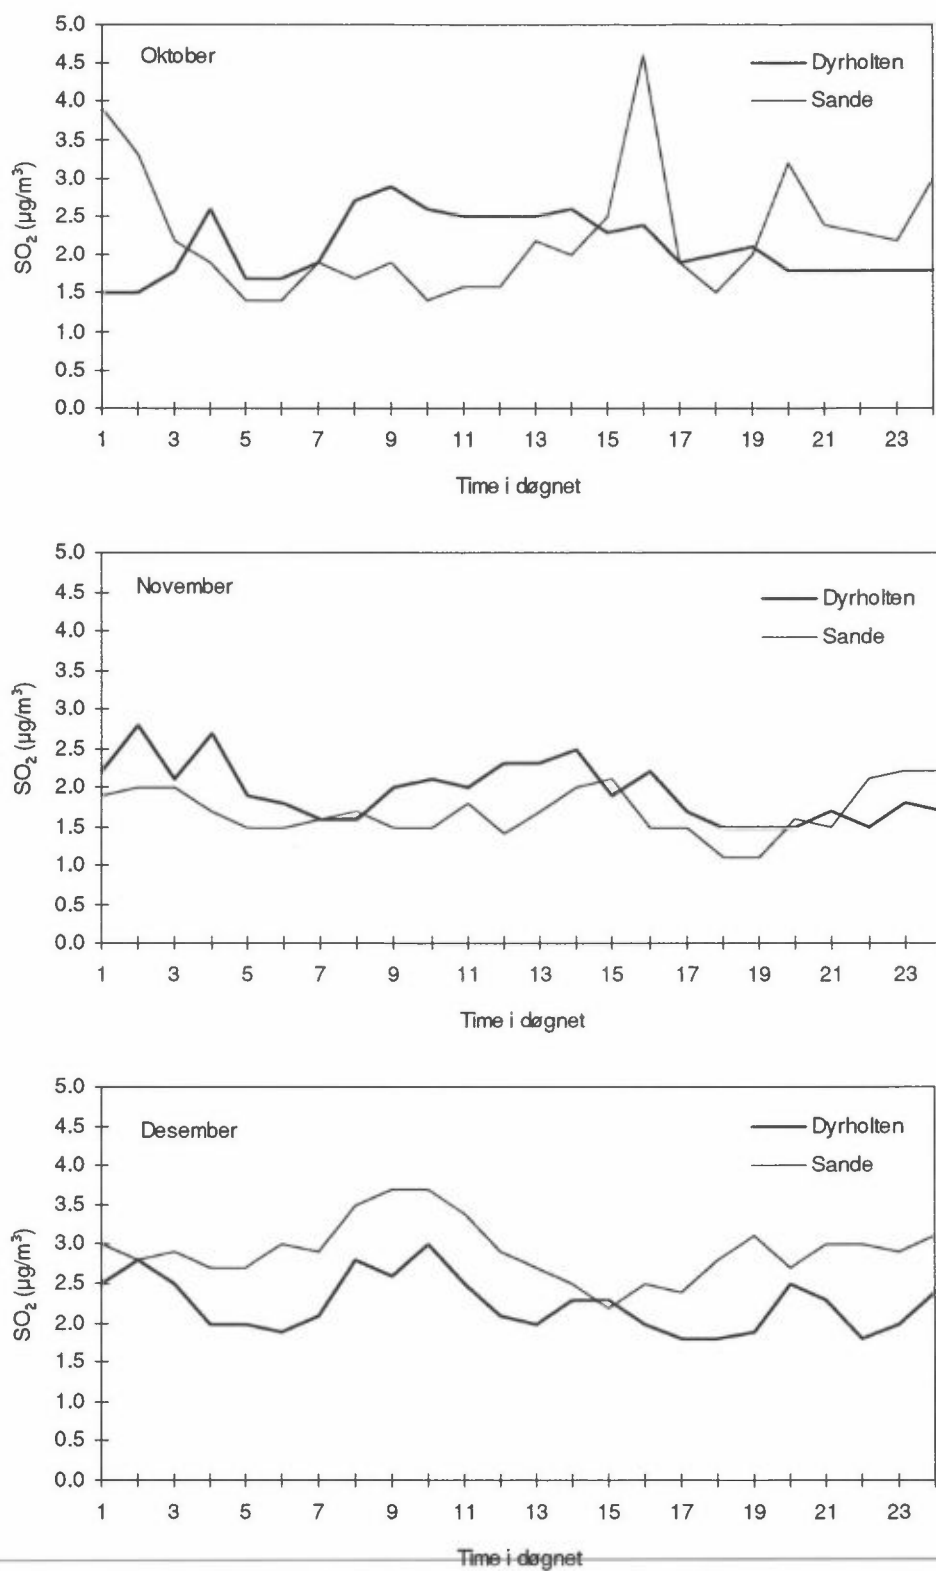 Oktober
Dyrholten
Sande
SO₂ (µg/m³)
5.0
4.5
4.0
3.5
3.0
2.5
2.0
1.5
1.0
0.5
0.0
1 3 5 7 9 11 13 15 17 19 21 23
Time i døgnet
November
Dyrholten
Sande
SO₂ (µg/m³)
5.0
4.5
4.0
3.5
3.0
2.5
2.0
1.5
1.0
0.5
0.0
1 3 5 7 9 11 13 15 17 19 21 23
Time i døgnet
Desember
Dyrholten
Sande
SO₂ (µg/m³)
5.0
4.5
4.0
3.5
3.0
2.5
2.0
1.5
1.0
0.5
0.0
1 3 5 7 9 11 13 15 17 19 21 23
Time i døgnet